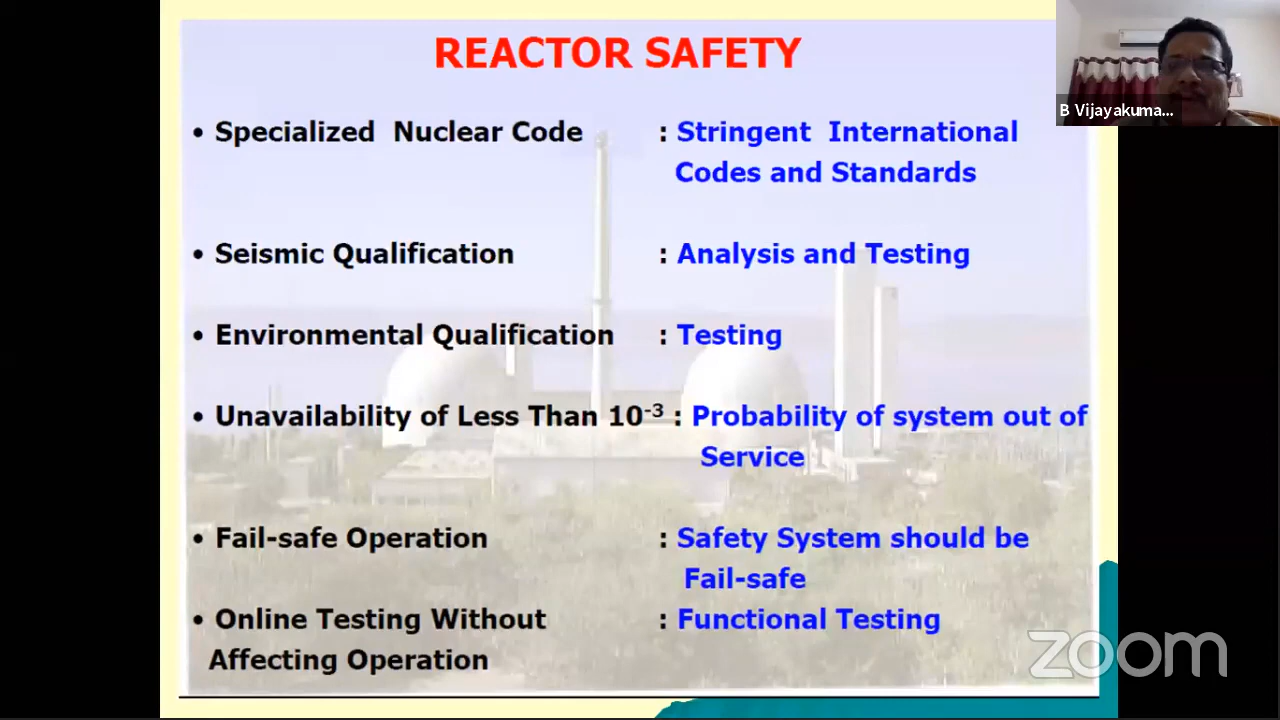 REACTOR SAFETY
B Vijayakuma...
• Specialized Nuclear Code : Stringent International
Codes and Standards
• Seismic Qualification : Analysis and Testing
• Environmental Qualification : Testing
• Unavailability of Less Than 10⁻³ : Probability of system out of
Service
• Fail-safe Operation : Safety System should be
Fail-safe
• Online Testing Without : Functional Testing
Affecting Operation
zoom